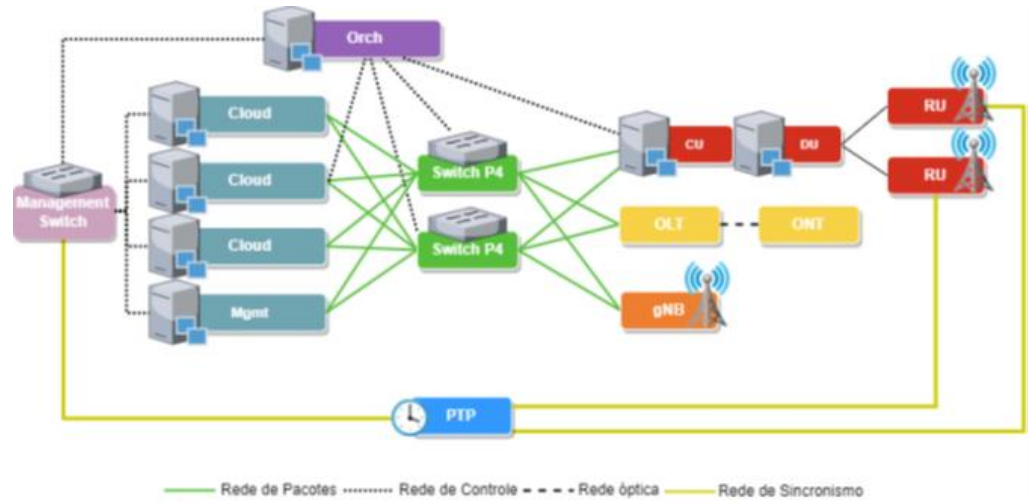 Orch
Cloud
Cloud
Cloud
Mgmt
Management
Switch
Switch P4
Switch P4
CU
DU
RU
RU
OLT
ONT
gNB
PTP
Rede de Pacotes
Rede de Controle
Rede òptica
Rede de Sincronismo